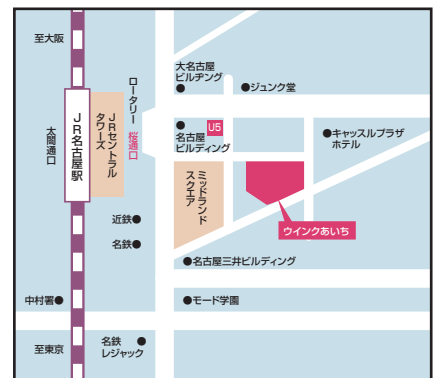 至大阪
大名古屋
ビルヂング
ジュンク堂
ロータリー
桜通口
JRセントラル
タワーズ
JR名古屋駅
太閤通口
U5
名古屋
ビルディング
キャッスルプラザ
ホテル
ミッドランド
スクエア
近鉄
名鉄
ウインクあいち
名古屋三井ビルディング
中村署
モード学園
至東京
名鉄
レジャック